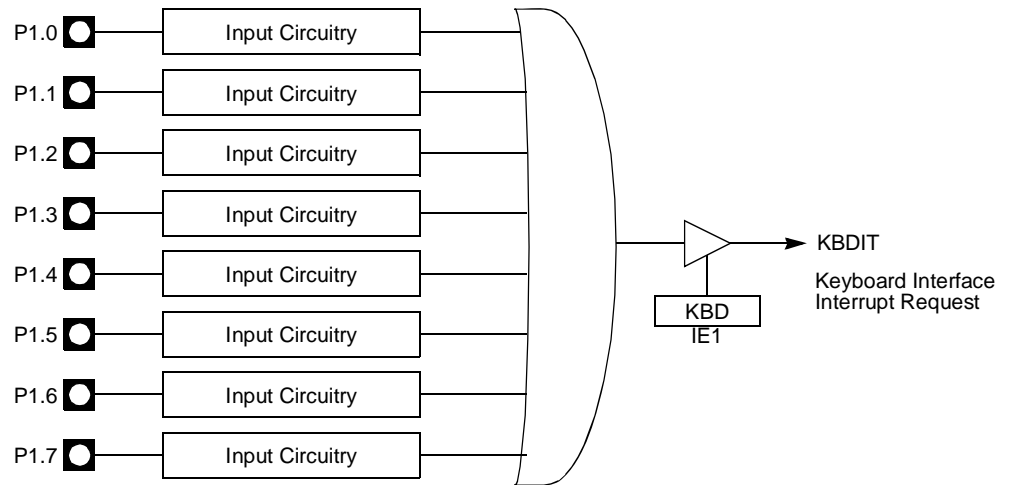 P1.0 Input Circuitry
P1.1 Input Circuitry
P1.2 Input Circuitry
P1.3 Input Circuitry
P1.4 Input Circuitry
P1.5 Input Circuitry
P1.6 Input Circuitry
P1.7 Input Circuitry
KBDIT
Keyboard Interface
Interrupt Request
KBD
IE1